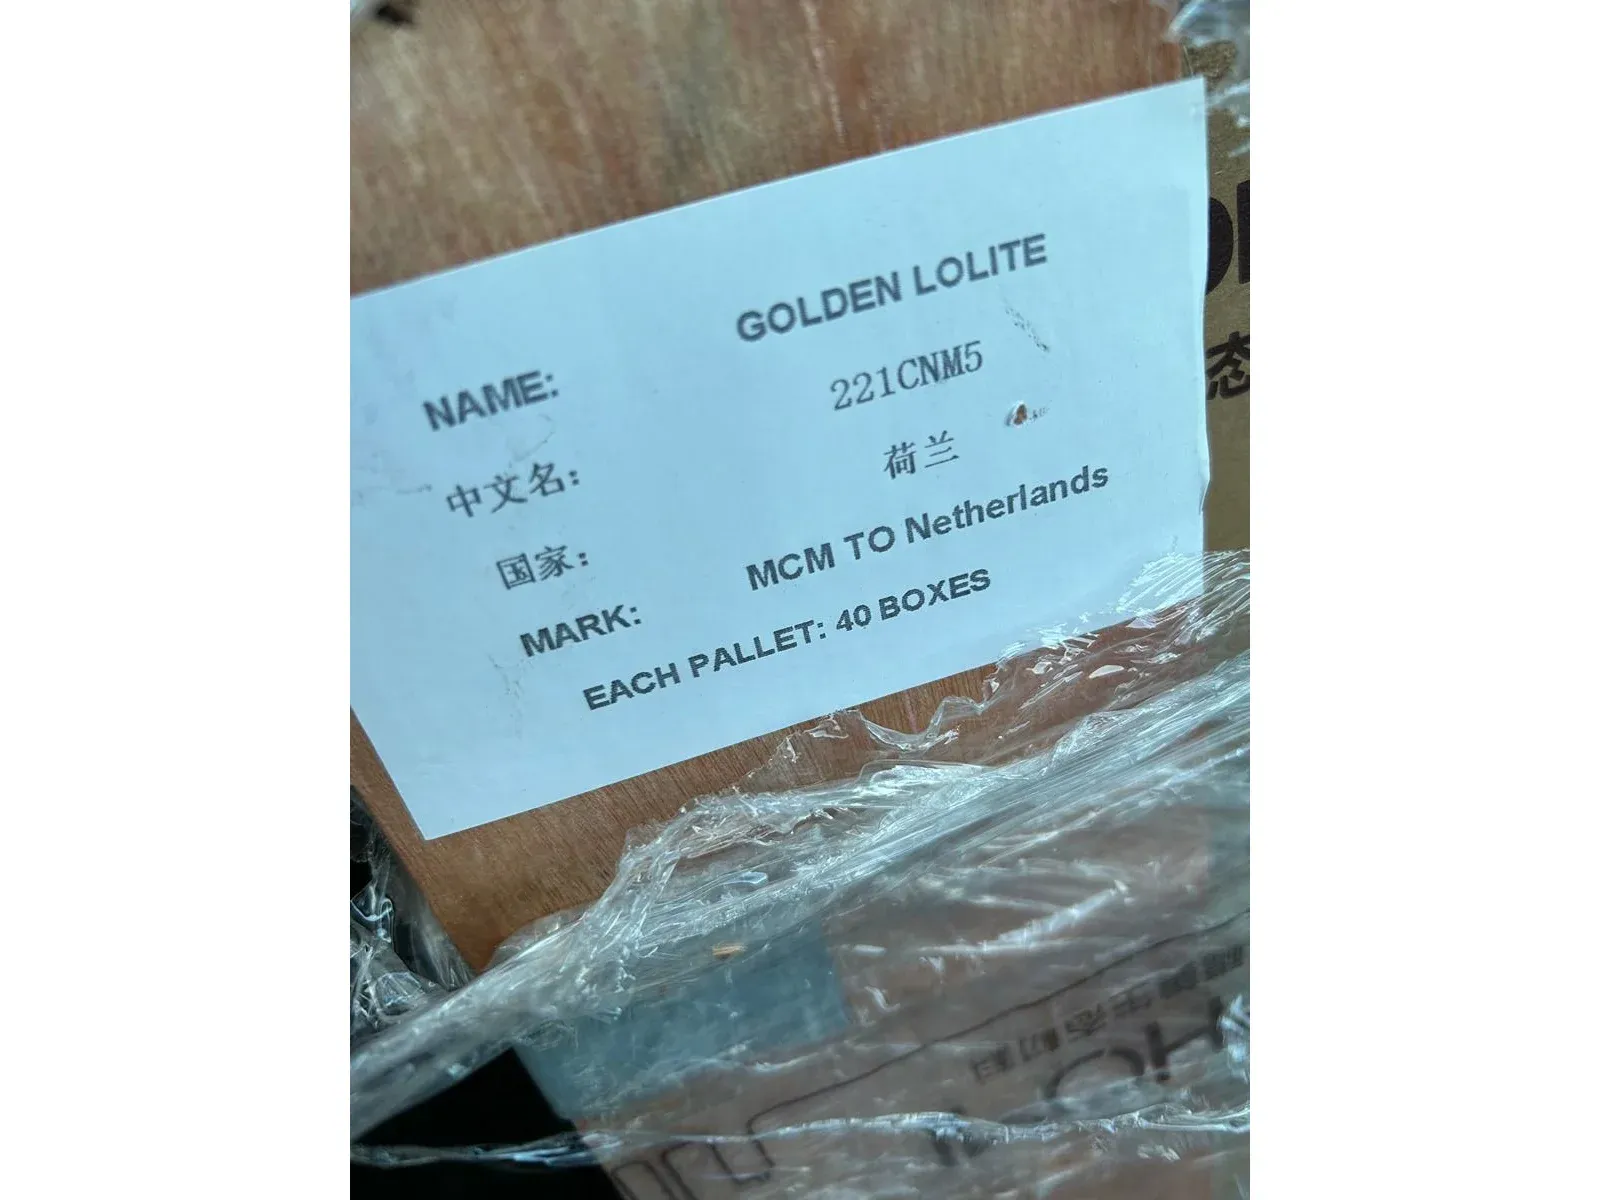 NAME: GOLDEN LOLITE
中文名: 221CNM5
国家: 荷兰
MARK: MCM TO Netherlands
EACH PALLET: 40 BOXES
态